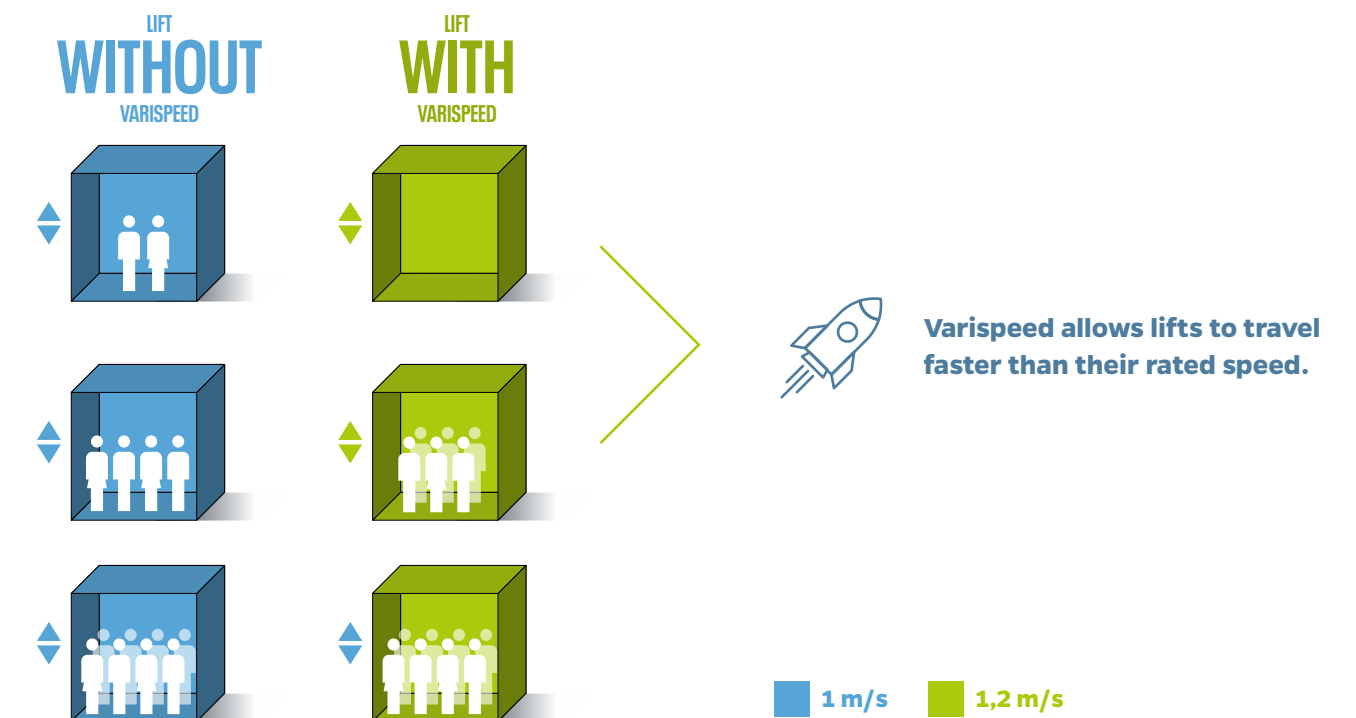 LIFT
WITHOUT
VARISPEED
LIFT
WITH
VARISPEED
Varispeed allows lifts to travel
faster than their rated speed.
1 m/s
1,2 m/s